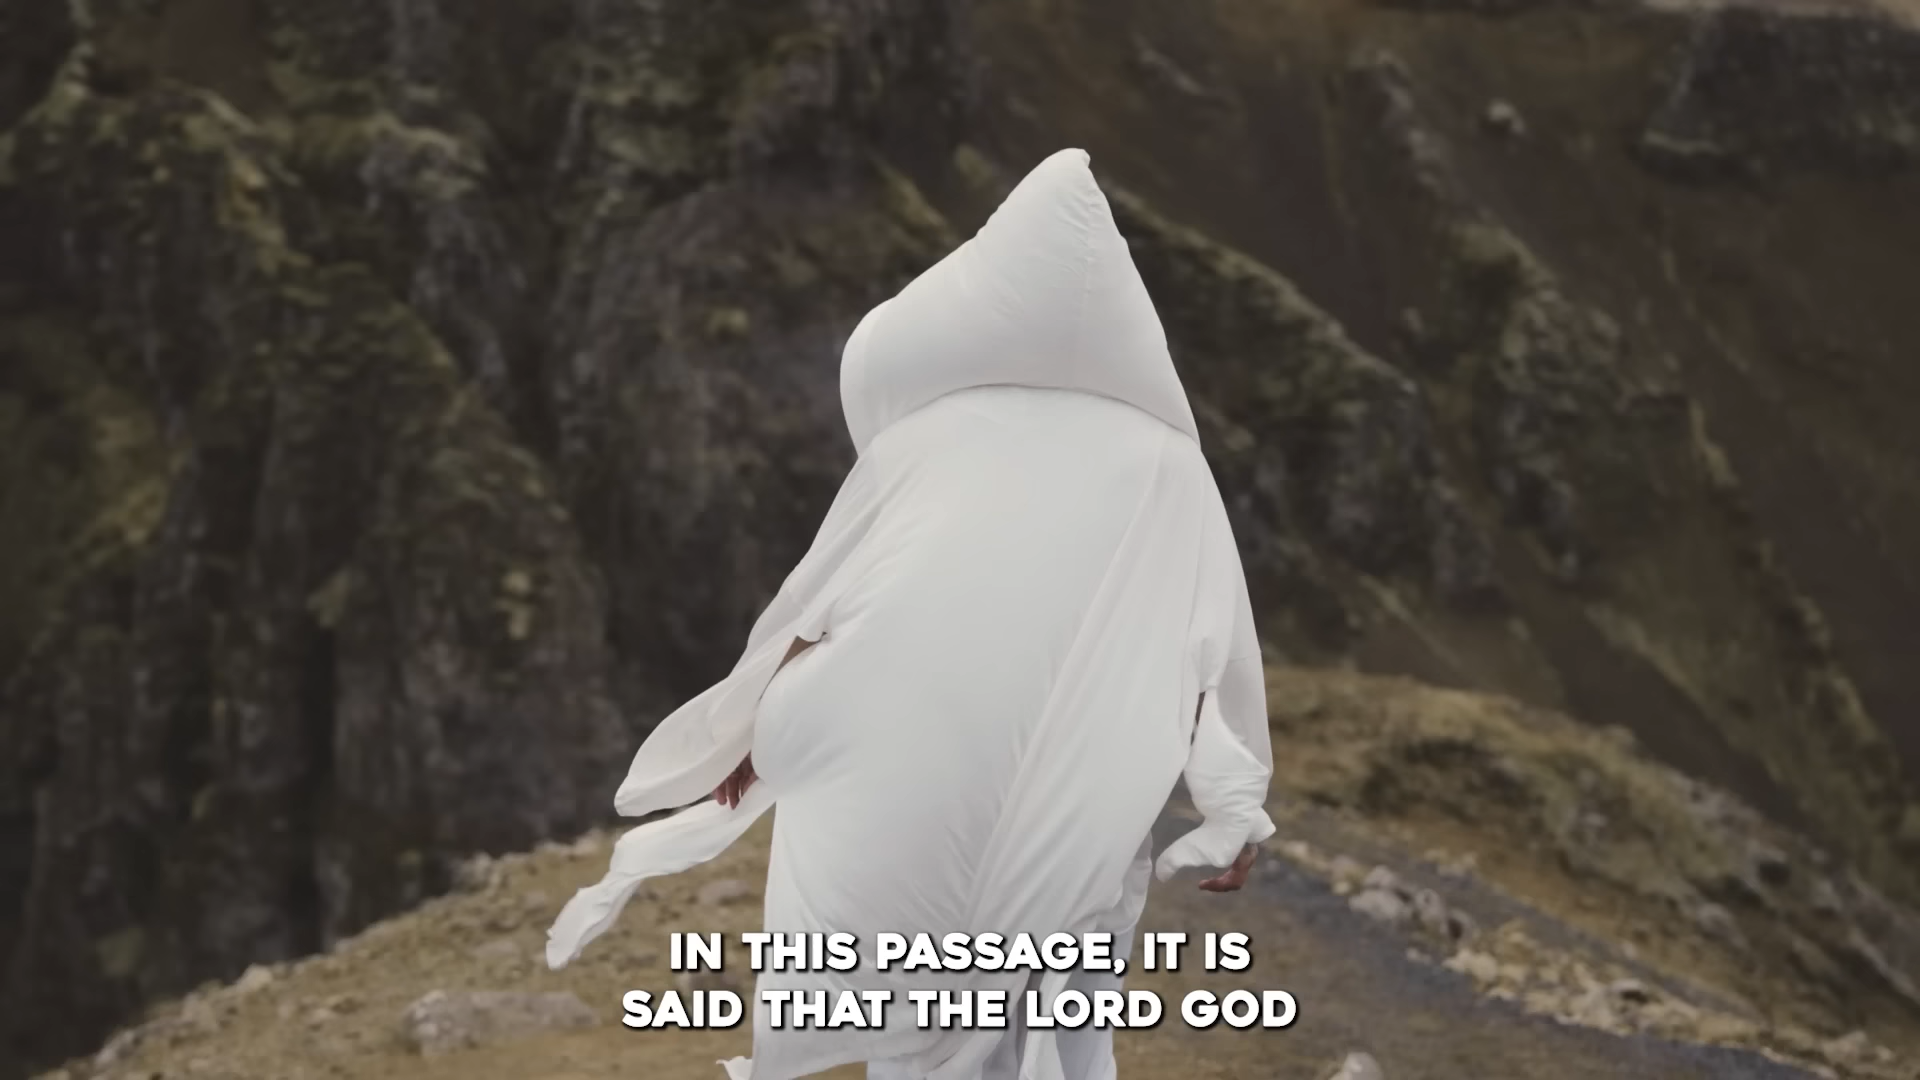 IN THIS PASSAGE, IT IS
SAID THAT THE LORD GOD